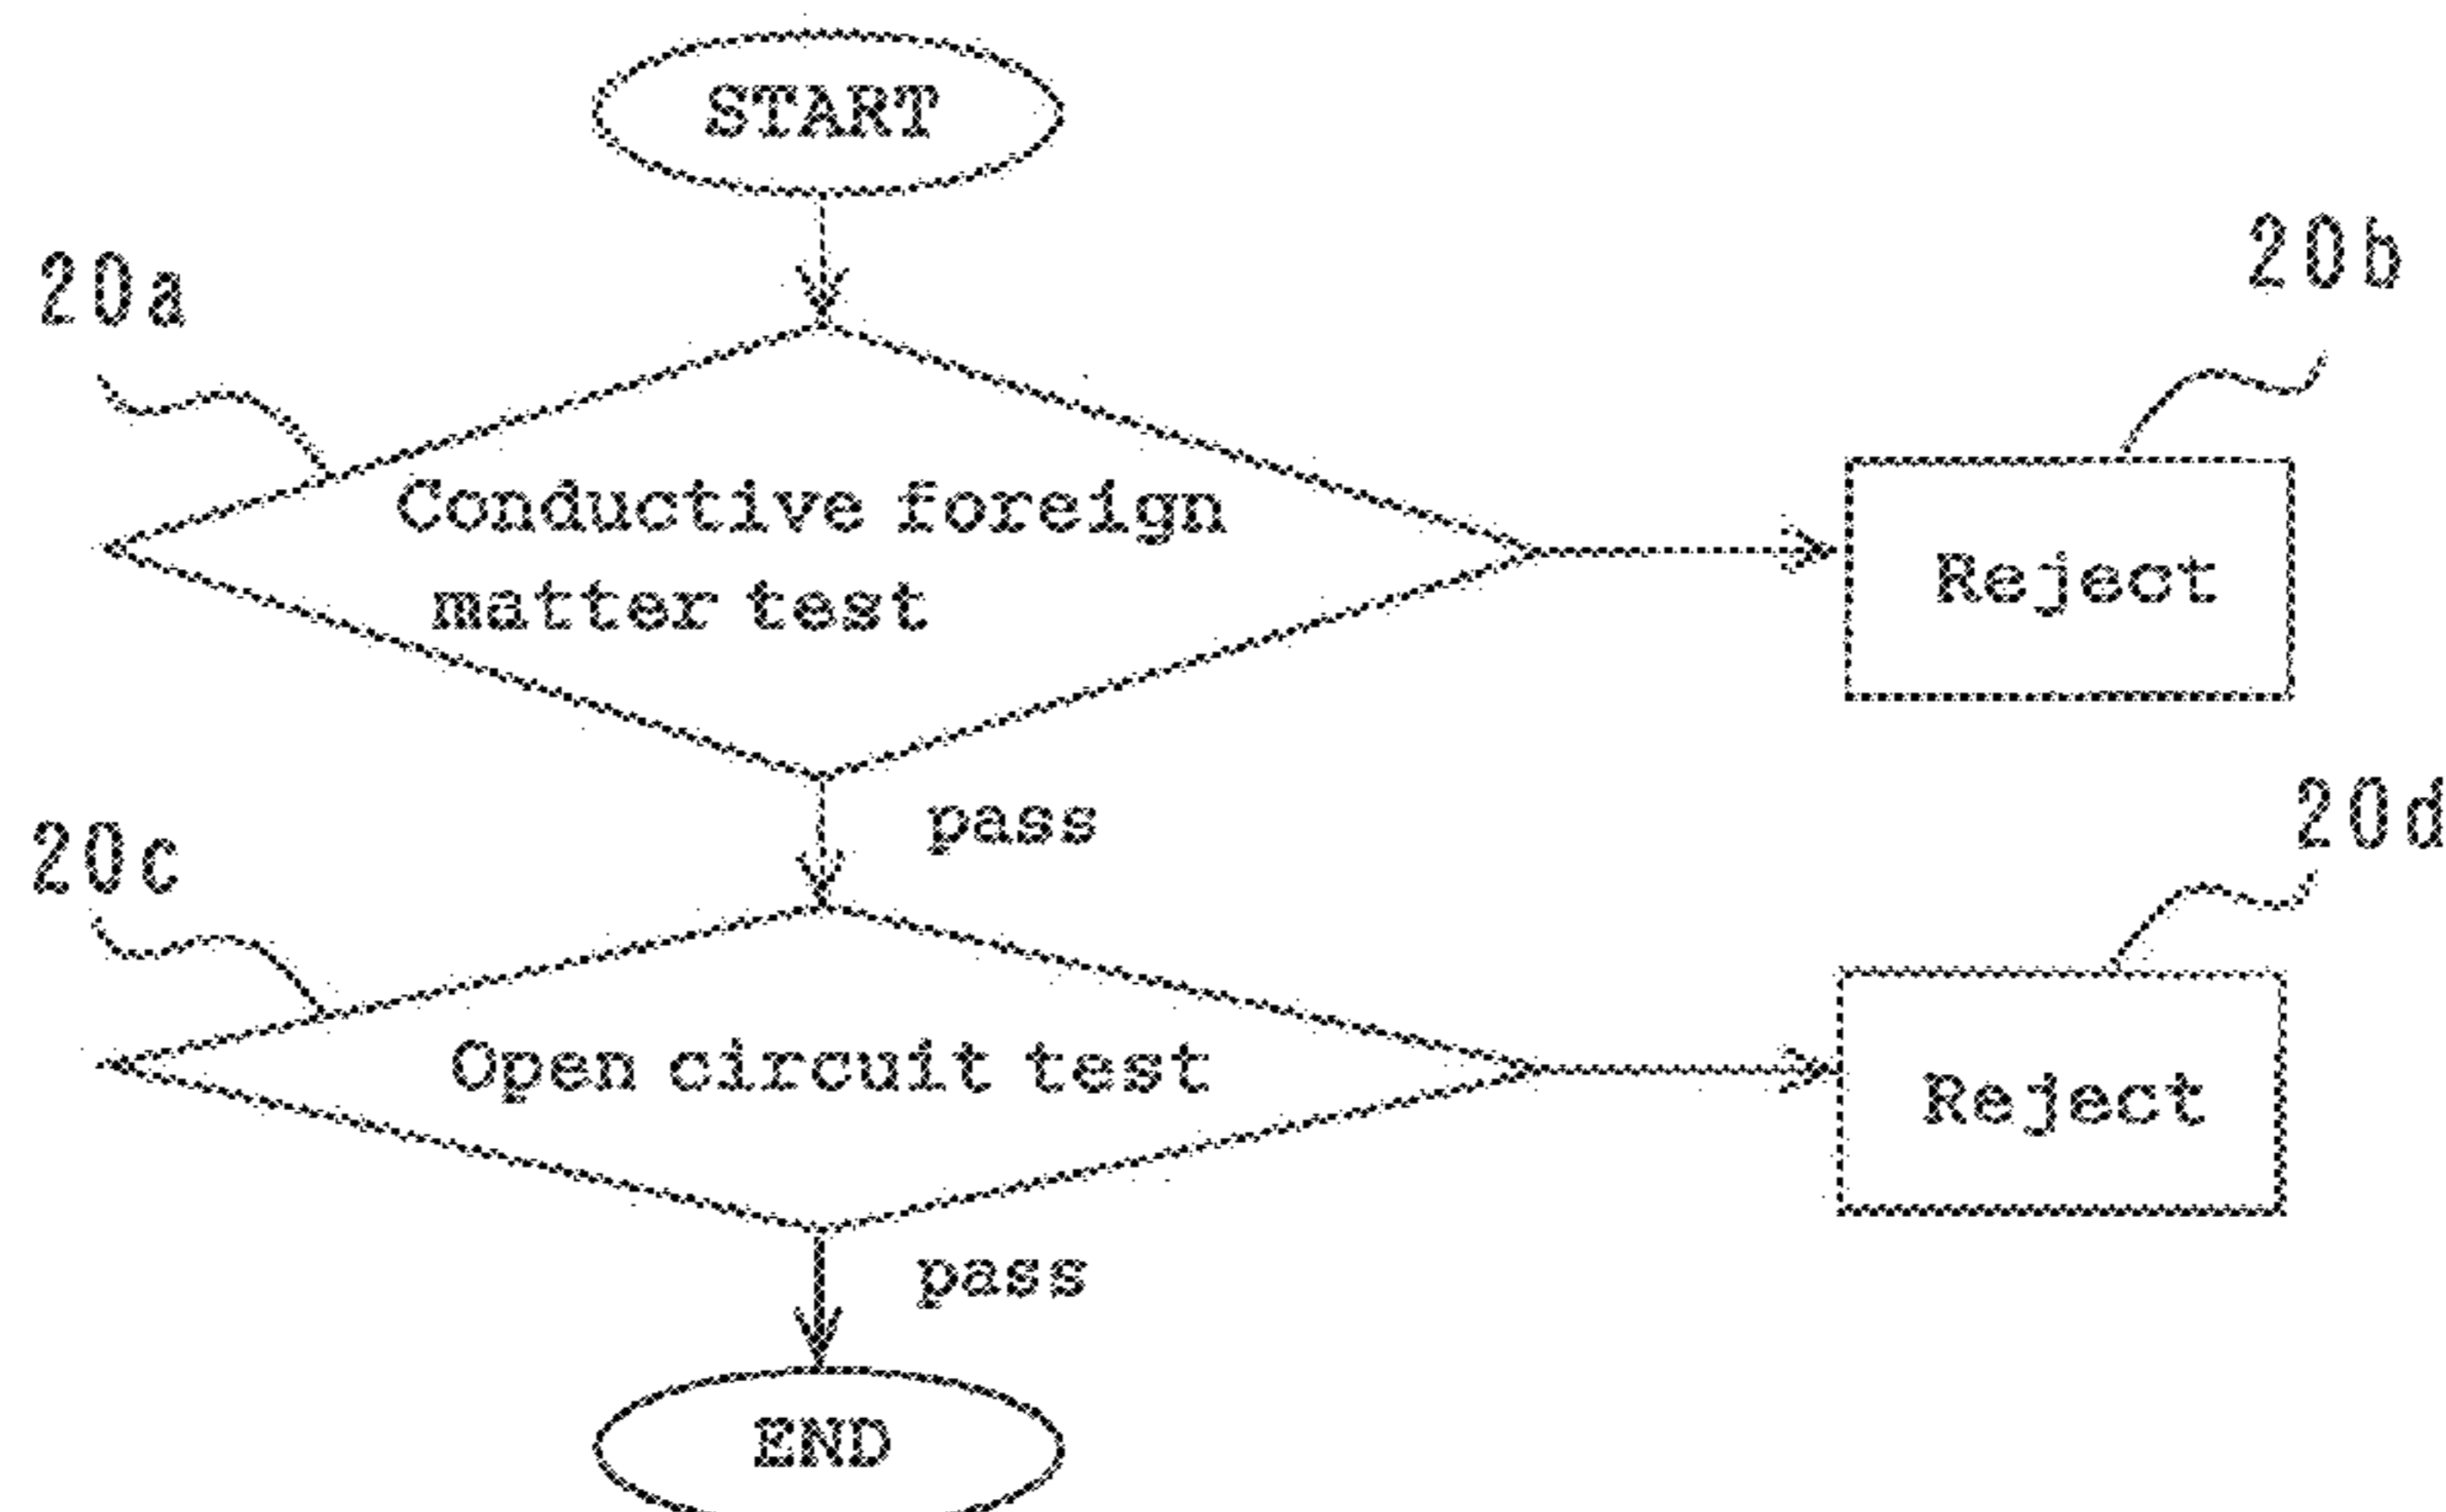 START
20a
20b
Conductive foreign
matter test
Reject
pass
20c
20d
Open circuit test
Reject
pass
END